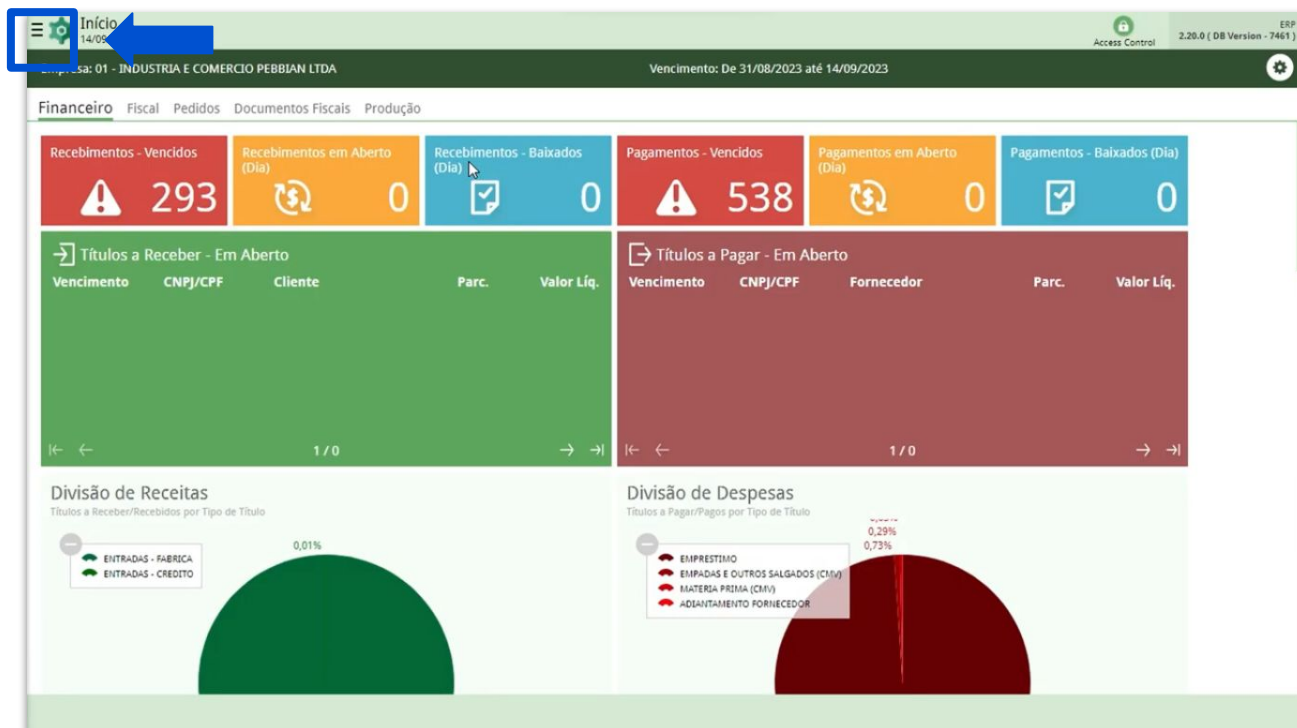 Início
14/09
Access Control
ERP
2.20.0 ( DB Version - 7461 )
Empresa: 01 - INDUSTRIA E COMERCIO PEBBIAN LTDA
Vencimento: De 31/08/2023 até 14/09/2023
Financeiro Fiscal Pedidos Documentos Fiscais Produção
Recebimentos - Vencidos
293
Recebimentos em Aberto
(Dia)
0
Recebimentos - Baixados
(Dia)
0
Pagamentos - Vencidos
538
Pagamentos em Aberto
(Dia)
0
Pagamentos - Baixados (Dia)
0
Títulos a Receber - Em Aberto
Vencimento CNPJ/CPF Cliente Parc. Valor Líq.
1 / 0
Títulos a Pagar - Em Aberto
Vencimento CNPJ/CPF Fornecedor Parc. Valor Líq.
1 / 0
Divisão de Receitas
Títulos a Receber/Recebidos por Tipo de Título
ENTRADAS - FABRICA
ENTRADAS - CREDITO
0,01%
Divisão de Despesas
Títulos a Pagar/Pagos por Tipo de Título
EMPRESTIMO
EMPADAS E OUTROS SALGADOS (CMV)
MATERIA PRIMA (CMV)
ADIANTAMENTO FORNECEDOR
0,29%
0,73%